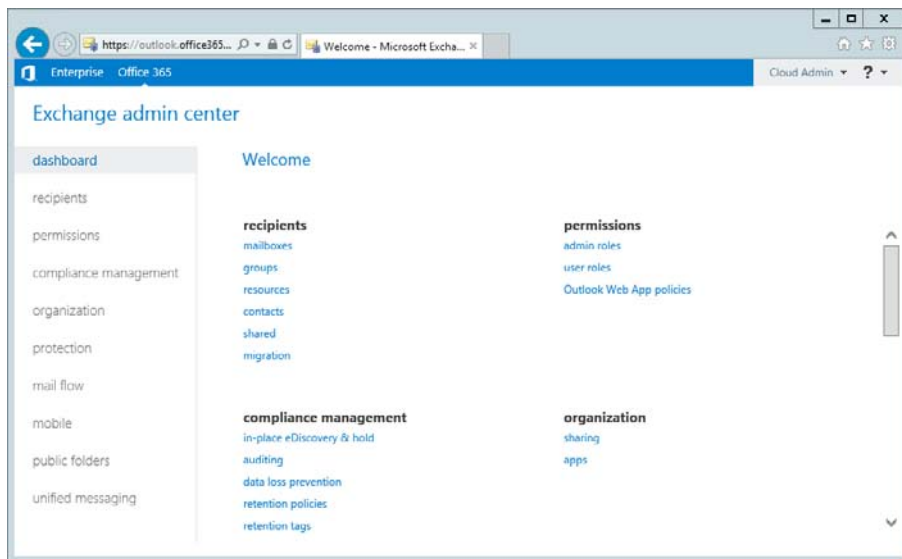 https://outlook.office365...
Welcome - Microsoft Excha...
Enterprise Office 365
Cloud Admin ?
Exchange admin center
dashboard
recipients
permissions
compliance management
organization
protection
mail flow
mobile
public folders
unified messaging
Welcome
recipients
mailboxes
groups
resources
contacts
shared
migration
permissions
admin roles
user roles
Outlook Web App policies
compliance management
in-place eDiscovery & hold
auditing
data loss prevention
retention policies
retention tags
organization
sharing
apps